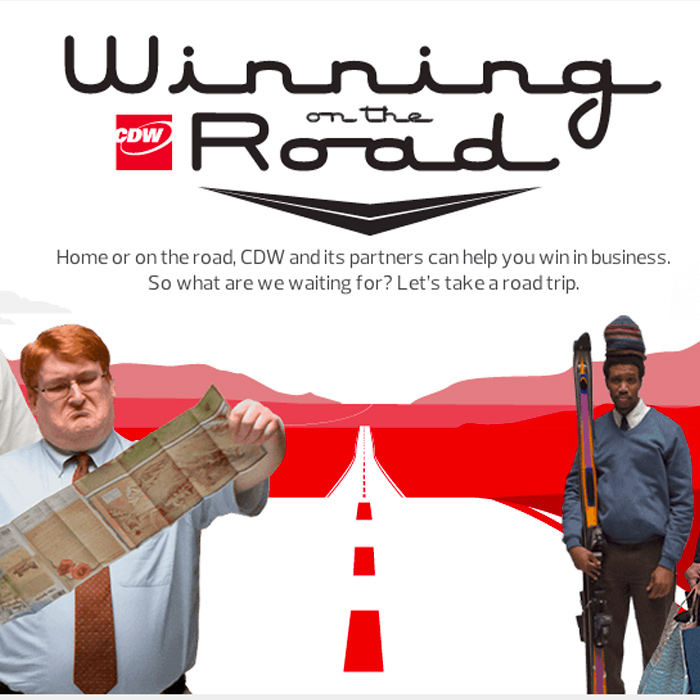 Winning
on the
CDW Road
Home or on the road, CDW and its partners can help you win in business.
So what are we waiting for? Let's take a road trip.